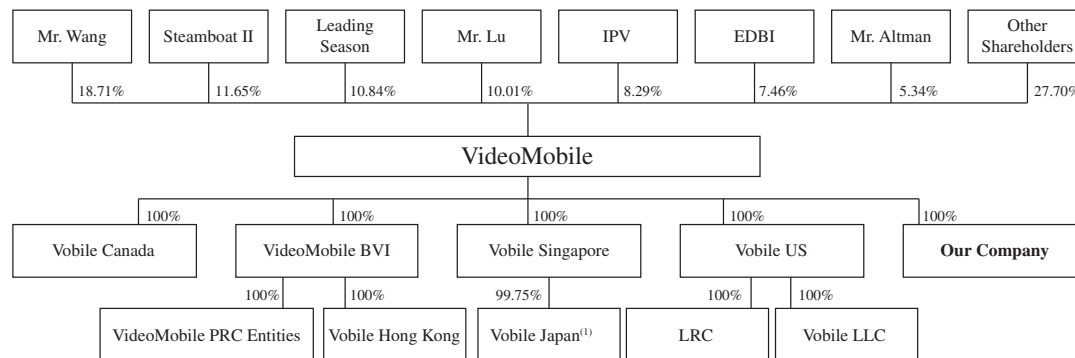 Mr. Wang
Steamboat II
Leading
Season
Mr. Lu
IPV
EDBI
Mr. Altman
Other
Shareholders
18.71%
11.65%
10.84%
10.01%
8.29%
7.46%
5.34%
27.70%
VideoMobile
100%
100%
100%
100%
100%
Vobile Canada
VideoMobile BVI
Vobile Singapore
Vobile US
Our Company
100%
100%
99.75%
100%
100%
VideoMobile PRC Entities
Vobile Hong Kong
Vobile Japan(1)
LRC
Vobile LLC